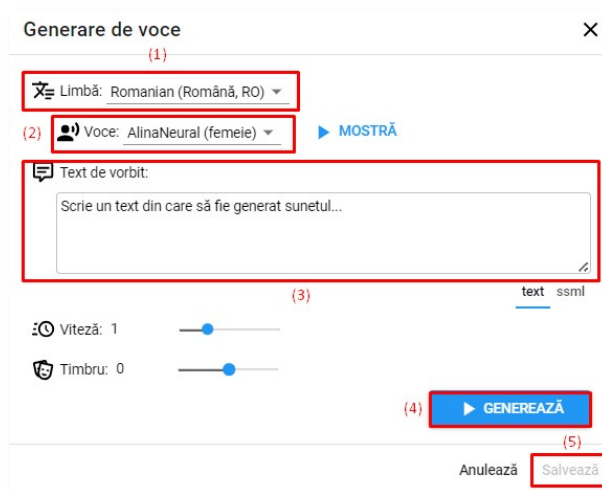 Generare de voce
(1)
Limbă: Romanian (Română, RO)
(2) Voce: AlinaNeural (femeie) MOSTRĂ
Text de vorbit:
Scrie un text din care să fie generat sunetul...
(3)
text ssml
Viteză: 1
Timbru: 0
(4) GENEREAZĂ
(5)
Anulează Salvează